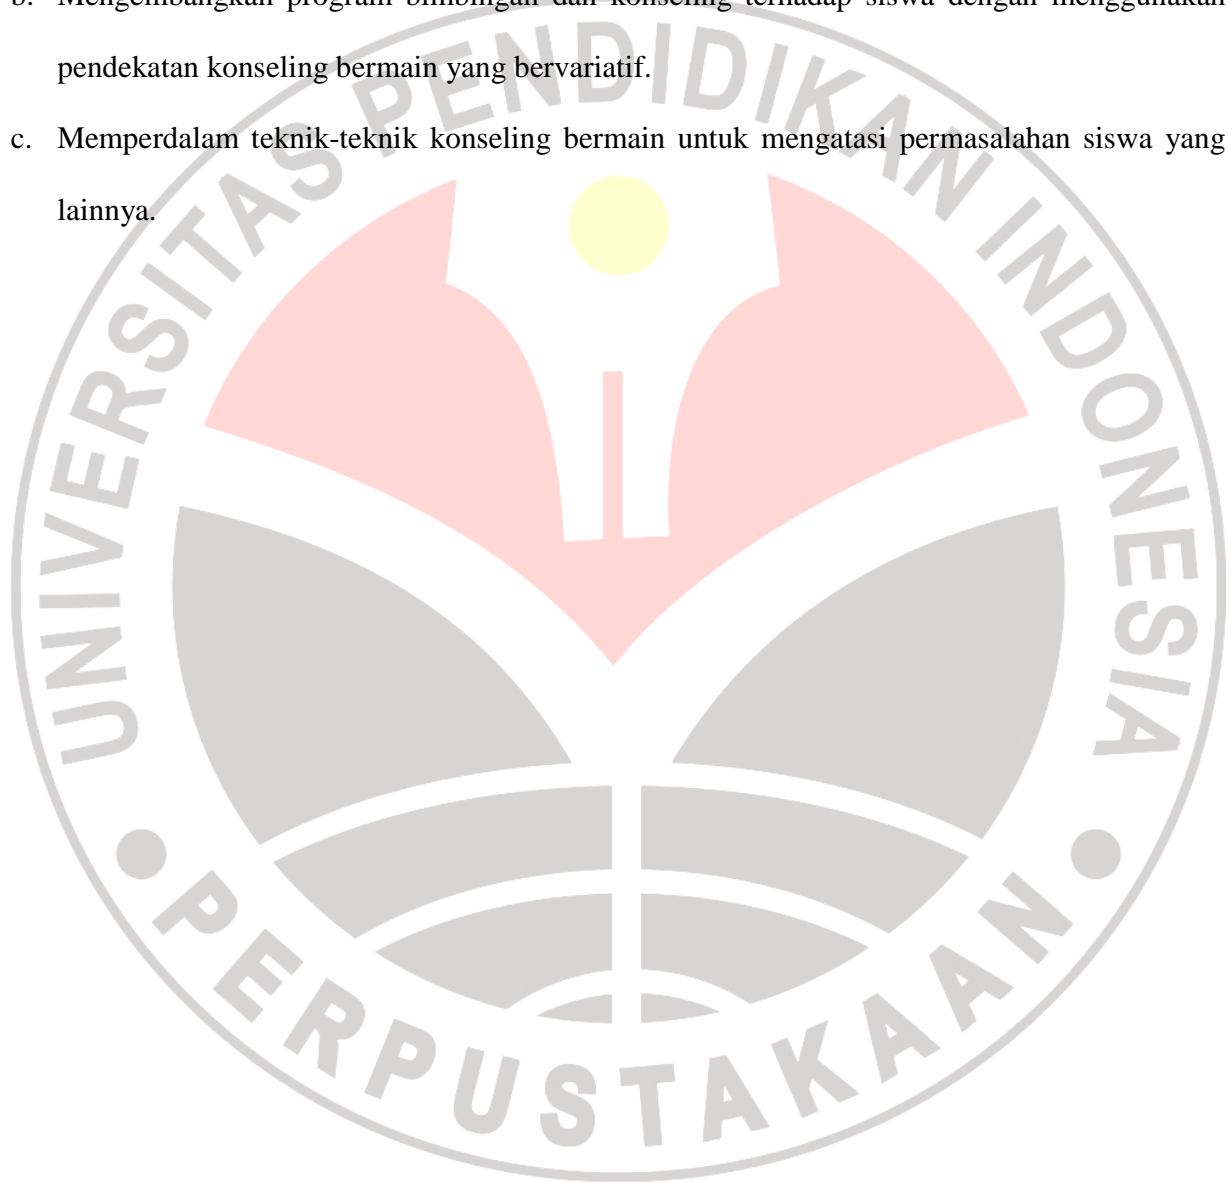 b. Mengembangkan program bimbingan dan konseling terhadap siswa dengan menggunakan
pendekatan konseling bermain yang bervariatif.
c. Memperdalam teknik-teknik konseling bermain untuk mengatasi permasalahan siswa yang
lainnya.
UNIVERSITAS PENDIDIKAN INDONESIA
PERPUSTAKAAN